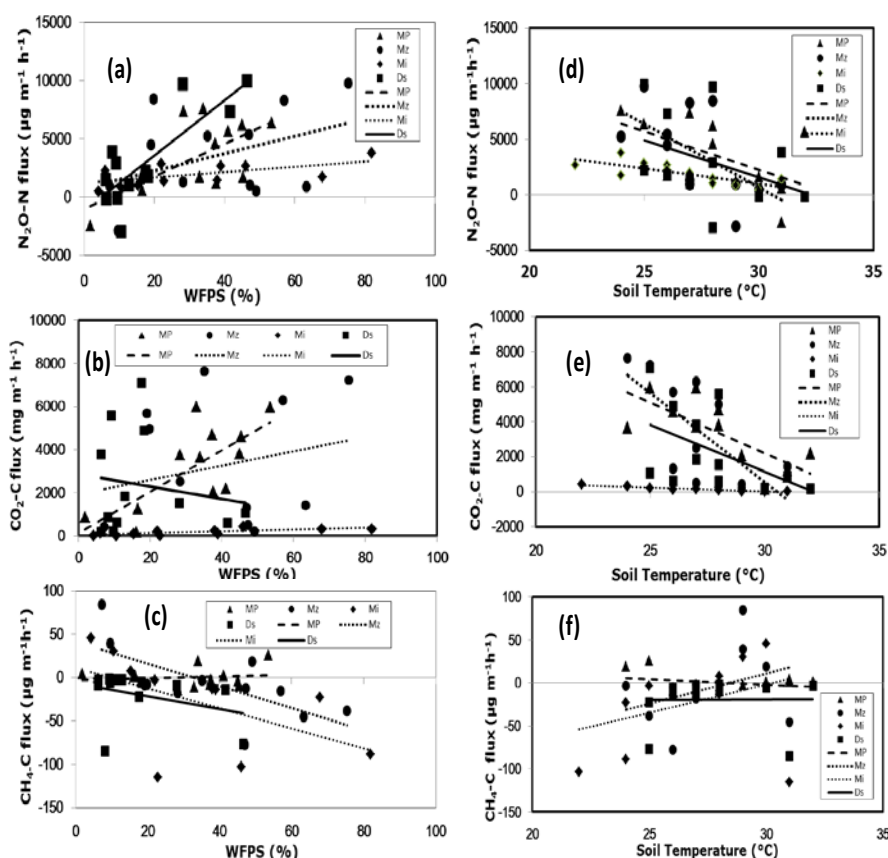 (a)
N₂O-N flux (µg m⁻¹ h⁻¹)
15000
10000
5000
0
-5000
0 20 40 60 80 100
WFPS (%)
MP
Mz
Mi
Ds
MP
Mz
Mi
Ds
(d)
N₂O-N flux (µg m⁻¹ h⁻¹)
15000
10000
5000
0
-5000
20 25 30 35
Soil Temperature (°C)
MP
Mz
Mi
Ds
MP
Mz
Mi
Ds
(b)
CO₂-C flux (mg m⁻¹ h⁻¹)
10000
8000
6000
4000
2000
0
0 20 40 60 80 100
WFPS (%)
MP Mz Mi Ds
MP Mz Mi Ds
(e)
CO₂-C flux (mg m⁻¹ h⁻¹)
10000
8000
6000
4000
2000
0
-2000
20 25 30 35
Soil Temperature (°C)
MP
Mz
Mi
Ds
MP
Mz
Mi
Ds
(c)
CH₄-C flux (µg m⁻¹h⁻¹)
100
50
0
-50
-100
-150
0 20 40 60 80 100
WFPS (%)
MP Mz Mi
Ds MP Mz
Mi Ds
(f)
CH₄-C flux (µg m⁻¹ h⁻¹)
100
50
0
-50
-100
-150
20 25 30 35
Soil Temperature (°C)
MP
Mz
Mi
Ds
MP
Mz
Mi
Ds